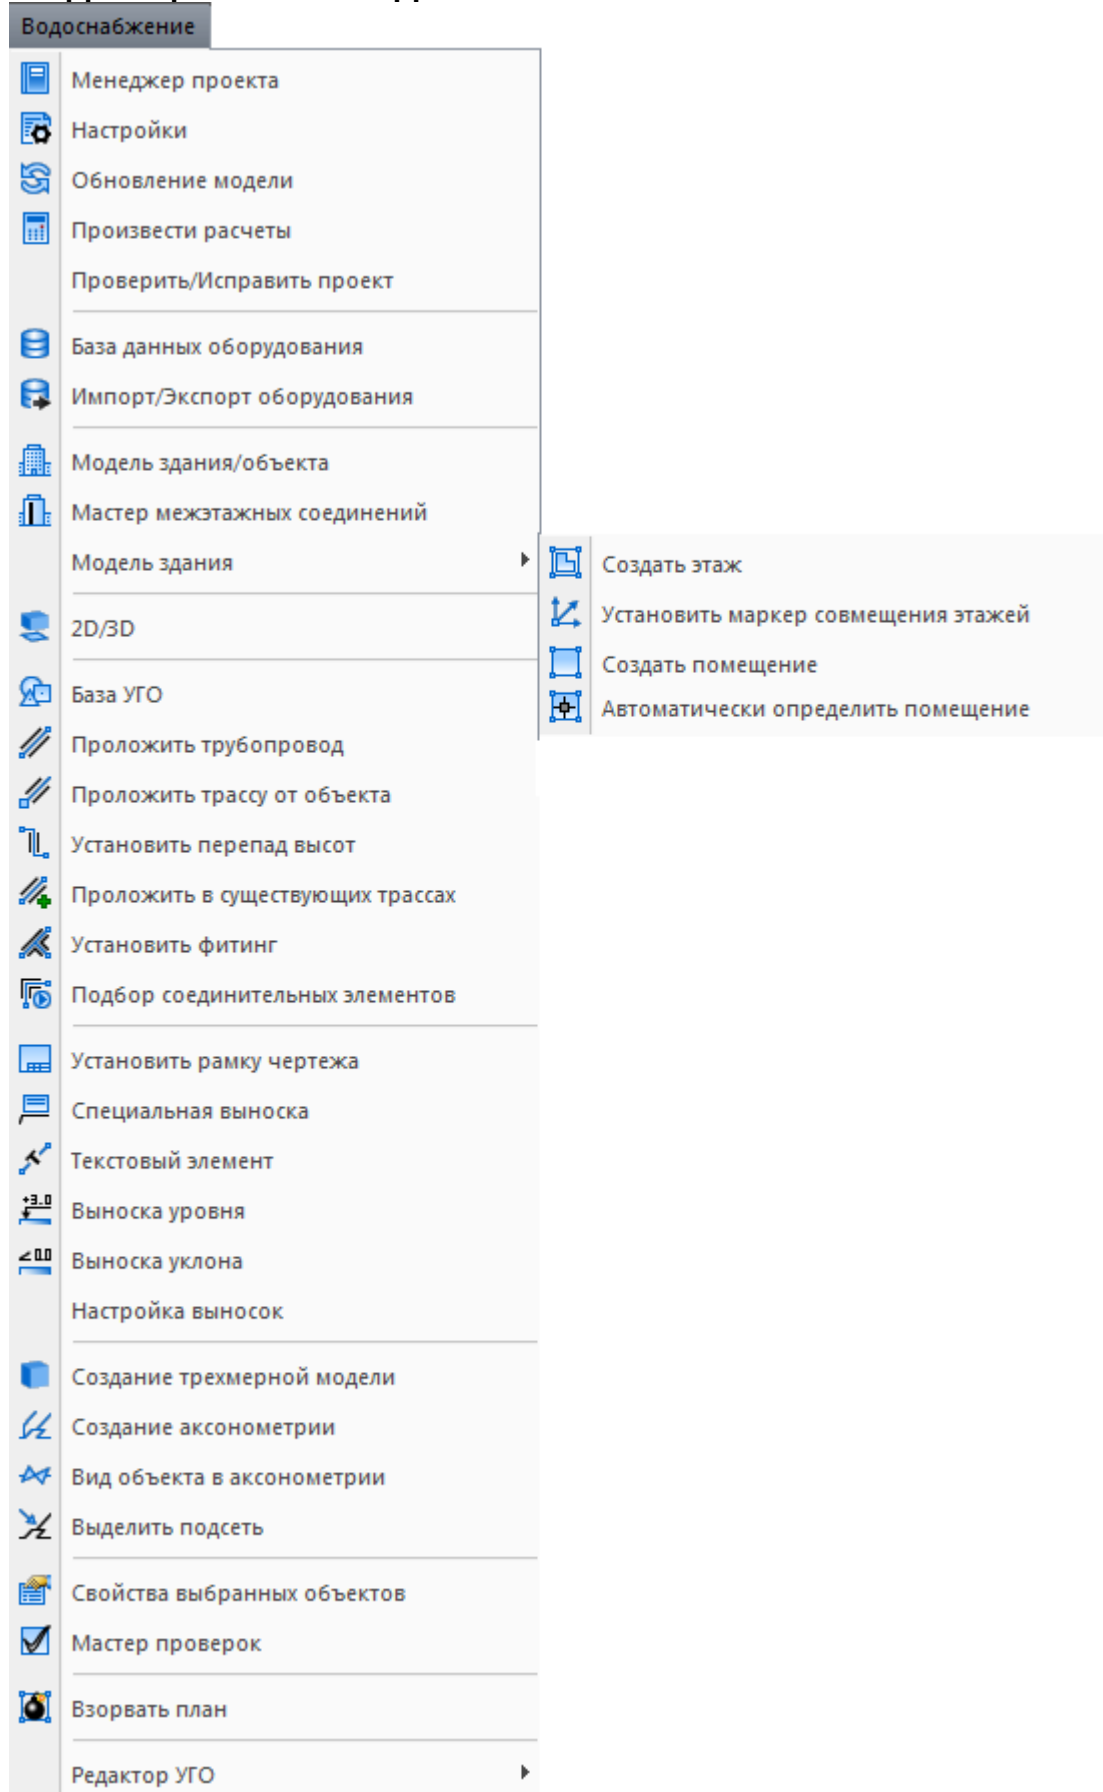 Водоснабжение
Менеджер проекта
Настройки
Обновление модели
Произвести расчеты
Проверить/Исправить проект
База данных оборудования
Импорт/Экспорт оборудования
Модель здания/объекта
Мастер межэтажных соединений
Модель здания
Создать этаж
Установить маркер совмещения этажей
Создать помещение
Автоматически определить помещение
2D/3D
База УГО
Проложить трубопровод
Проложить трассу от объекта
Установить перепад высот
Проложить в существующих трассах
Установить фитинг
Подбор соединительных элементов
Установить рамку чертежа
Специальная выноска
Текстовый элемент
+3.0
Выноска уровня
<0.0
Выноска уклона
Настройка выносок
Создание трехмерной модели
Создание аксонометрии
Вид объекта в аксонометрии
Выделить подсеть
Свойства выбранных объектов
Мастер проверок
Взорвать план
Редактор УГО